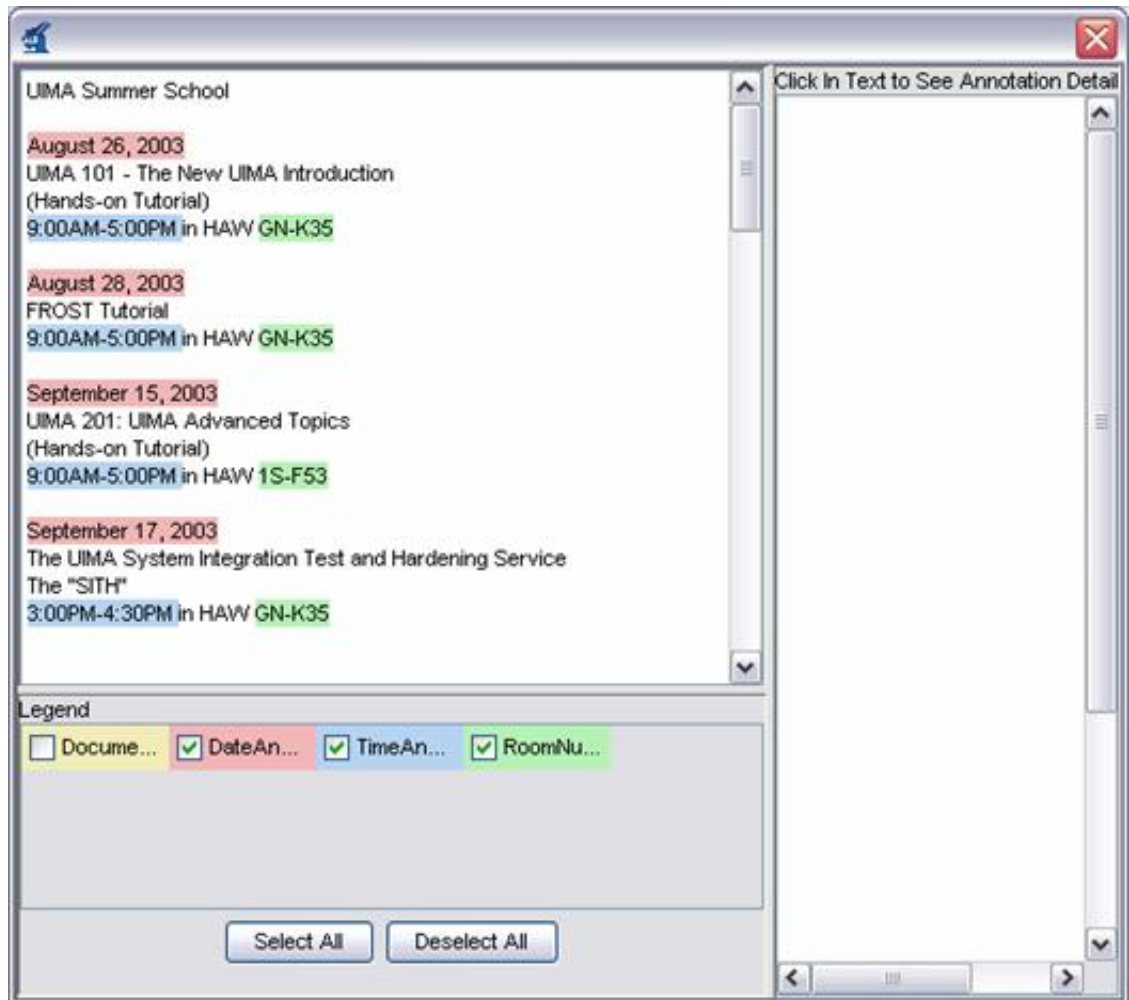 UIMA Summer School
August 26, 2003
UIMA 101 - The New UIMA Introduction
(Hands-on Tutorial)
9:00AM-5:00PM in HAW GN-K35
August 28, 2003
FROST Tutorial
9:00AM-5:00PM in HAW GN-K35
September 15, 2003
UIMA 201: UIMA Advanced Topics
(Hands-on Tutorial)
9:00AM-5:00PM in HAW 1S-F53
September 17, 2003
The UIMA System Integration Test and Hardening Service
The "SITH"
3:00PM-4:30PM in HAW GN-K35
Click In Text to See Annotation Detail
Legend
Docume... DateAn... TimeAn... RoomNu...
Select All Deselect All